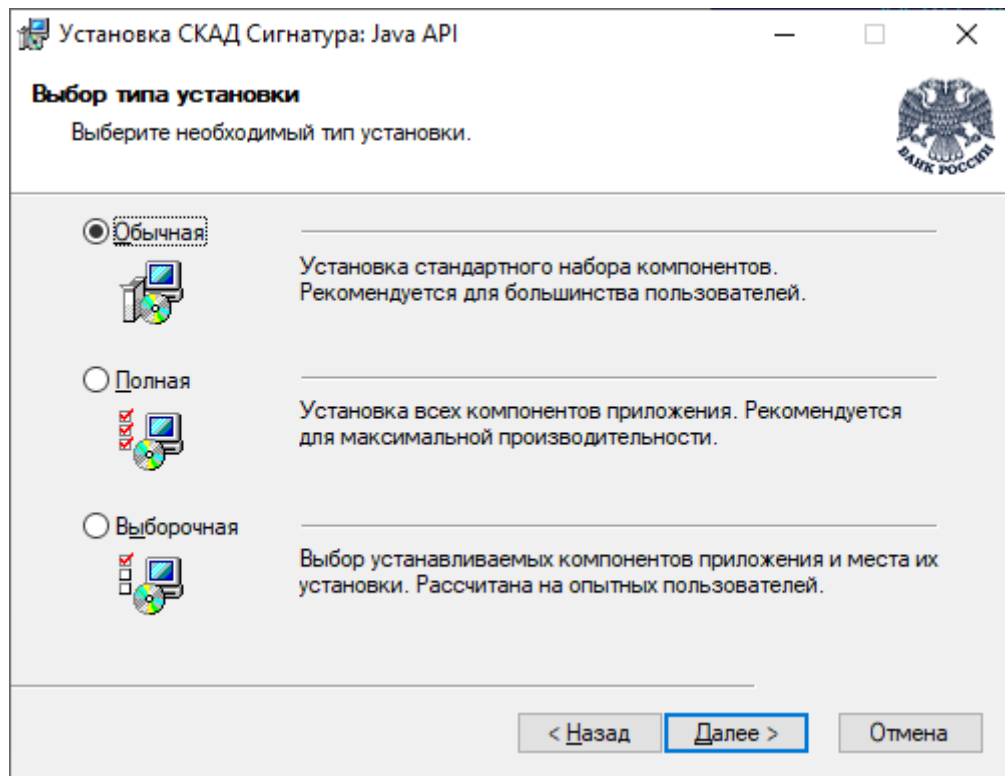 Установка СКАД Сигнатура: Java API
Выбор типа установки
Выберите необходимый тип установки.
БАНК РОССИИ
Обычная
Установка стандартного набора компонентов.
Рекомендуется для большинства пользователей.
Полная
Установка всех компонентов приложения. Рекомендуется
для максимальной производительности.
Выборочная
Выбор устанавливаемых компонентов приложения и места их
установки. Рассчитана на опытных пользователей.
< Назад
Далее >
Отмена